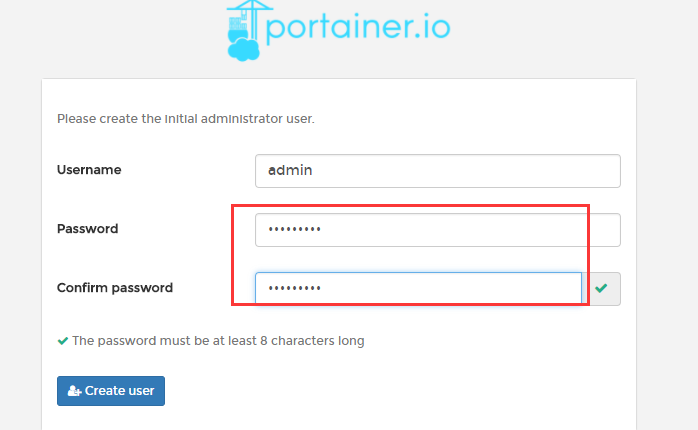 portainer.io
Please create the initial administrator user.
Username
admin
Password
•••••••••
Confirm password
•••••••••
The password must be at least 8 characters long
Create user